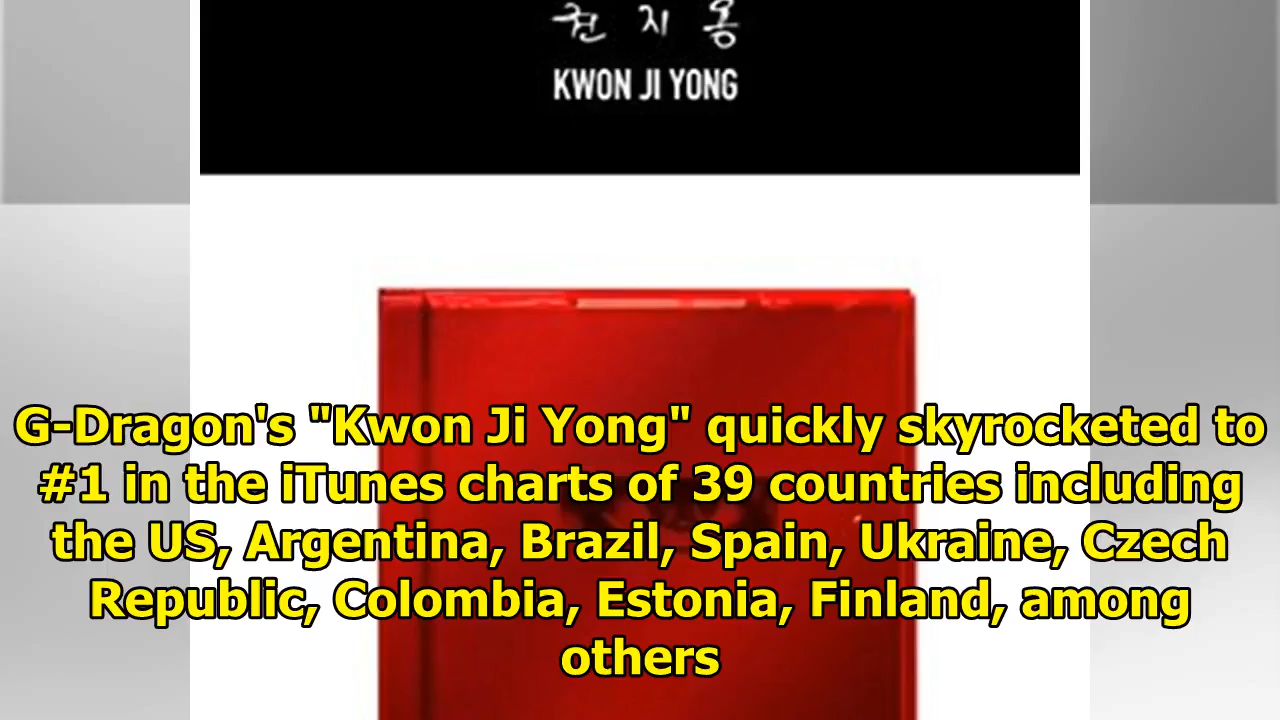 권지용
KWON JI YONG
G-Dragon's "Kwon Ji Yong" quickly skyrocketed to
#1 in the iTunes charts of 39 countries including
the US, Argentina, Brazil, Spain, Ukraine, Czech
Republic, Colombia, Estonia, Finland, among
others